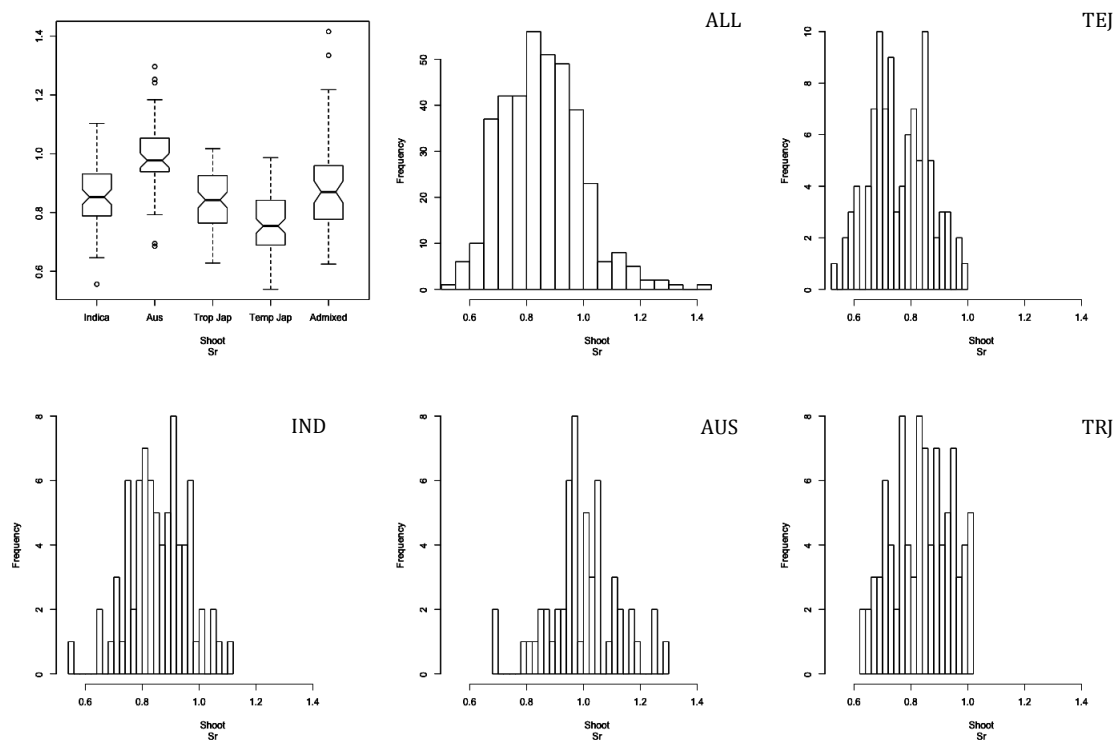 1.4
1.2
1.0
0.8
0.6
Indica Aus Trop Jap Temp Jap Admixed
Shoot
Sr
ALL
Frequency
50
40
30
20
10
0
0.6 0.8 1.0 1.2 1.4
Shoot
Sr
TEJ
Frequency
10
8
6
4
2
0
0.6 0.8 1.0 1.2 1.4
Shoot
Sr
IND
Frequency
8
6
4
2
0
0.6 0.8 1.0 1.2 1.4
Shoot
Sr
AUS
Frequency
8
6
4
2
0
0.6 0.8 1.0 1.2 1.4
Shoot
Sr
TRJ
Frequency
8
6
4
2
0
0.6 0.8 1.0 1.2 1.4
Shoot
Sr